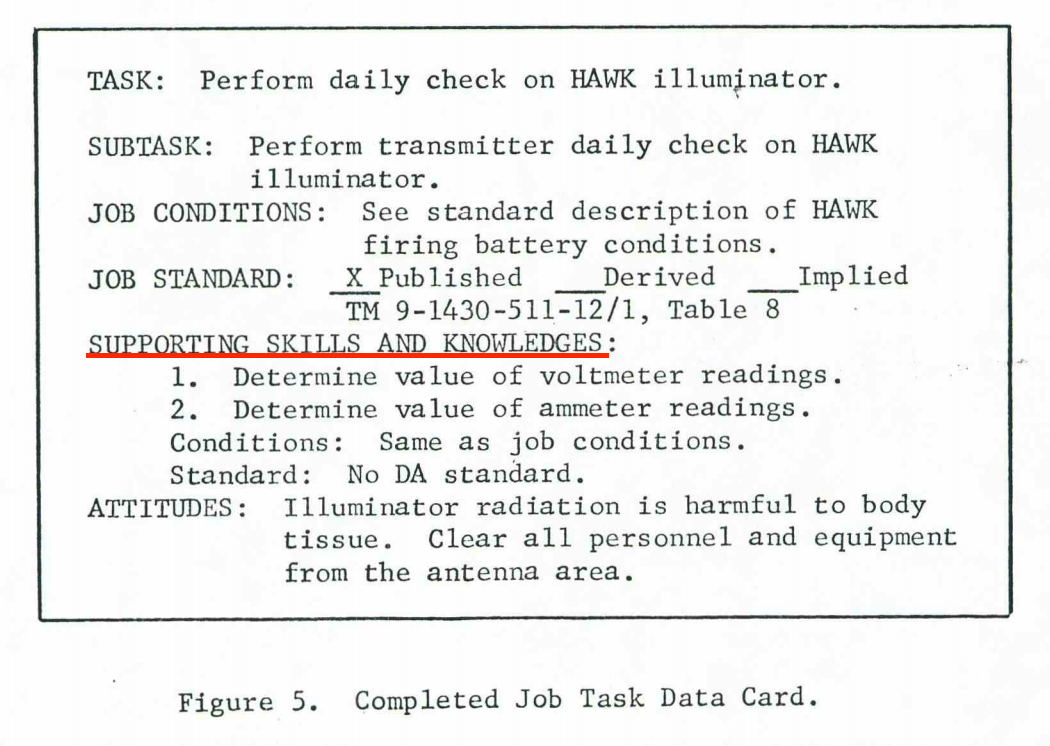 TASK: Perform daily check on HAWK illuminator.
SUBTASK: Perform transmitter daily check on HAWK
illuminator.
JOB CONDITIONS: See standard description of HAWK
firing battery conditions.
JOB STANDARD: _X_Published ___Derived ___Implied
TM 9-1430-511-12/1, Table 8
SUPPORTING SKILLS AND KNOWLEDGES:
1. Determine value of voltmeter readings.
2. Determine value of ammeter readings.
Conditions: Same as job conditions.
Standard: No DA standard.
ATTITUDES: Illuminator radiation is harmful to body
tissue. Clear all personnel and equipment
from the antenna area.
Figure 5. Completed Job Task Data Card.